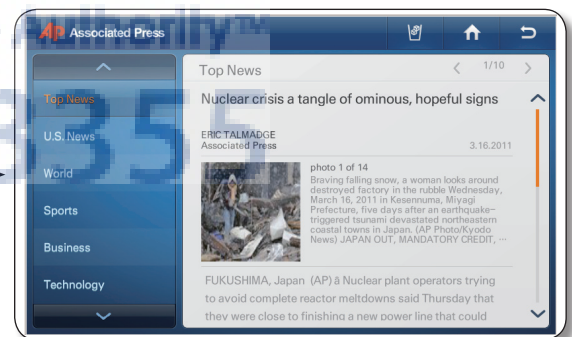 AP Associated Press
Top News
U.S. News
World
Sports
Business
Technology
Top News
1/10
Nuclear crisis a tangle of ominous, hopeful signs
ERIC TALMADGE
Associated Press
3.16.2011
photo 1 of 14
Braving falling snow, a woman looks around
destroyed factory in the rubble Wednesday,
March 16, 2011 in Kesennuma, Miyagi
Prefecture, five days after an earthquake-
triggered tsunami devastated northeastern
coastal towns in Japan. (AP Photo/Kyodo
News) JAPAN OUT, MANDATORY CREDIT, ...
FUKUSHIMA, Japan (AP) â Nuclear plant operators trying
to avoid complete reactor meltdowns said Thursday that
they were close to finishing a new power line that could
Authority™
3355